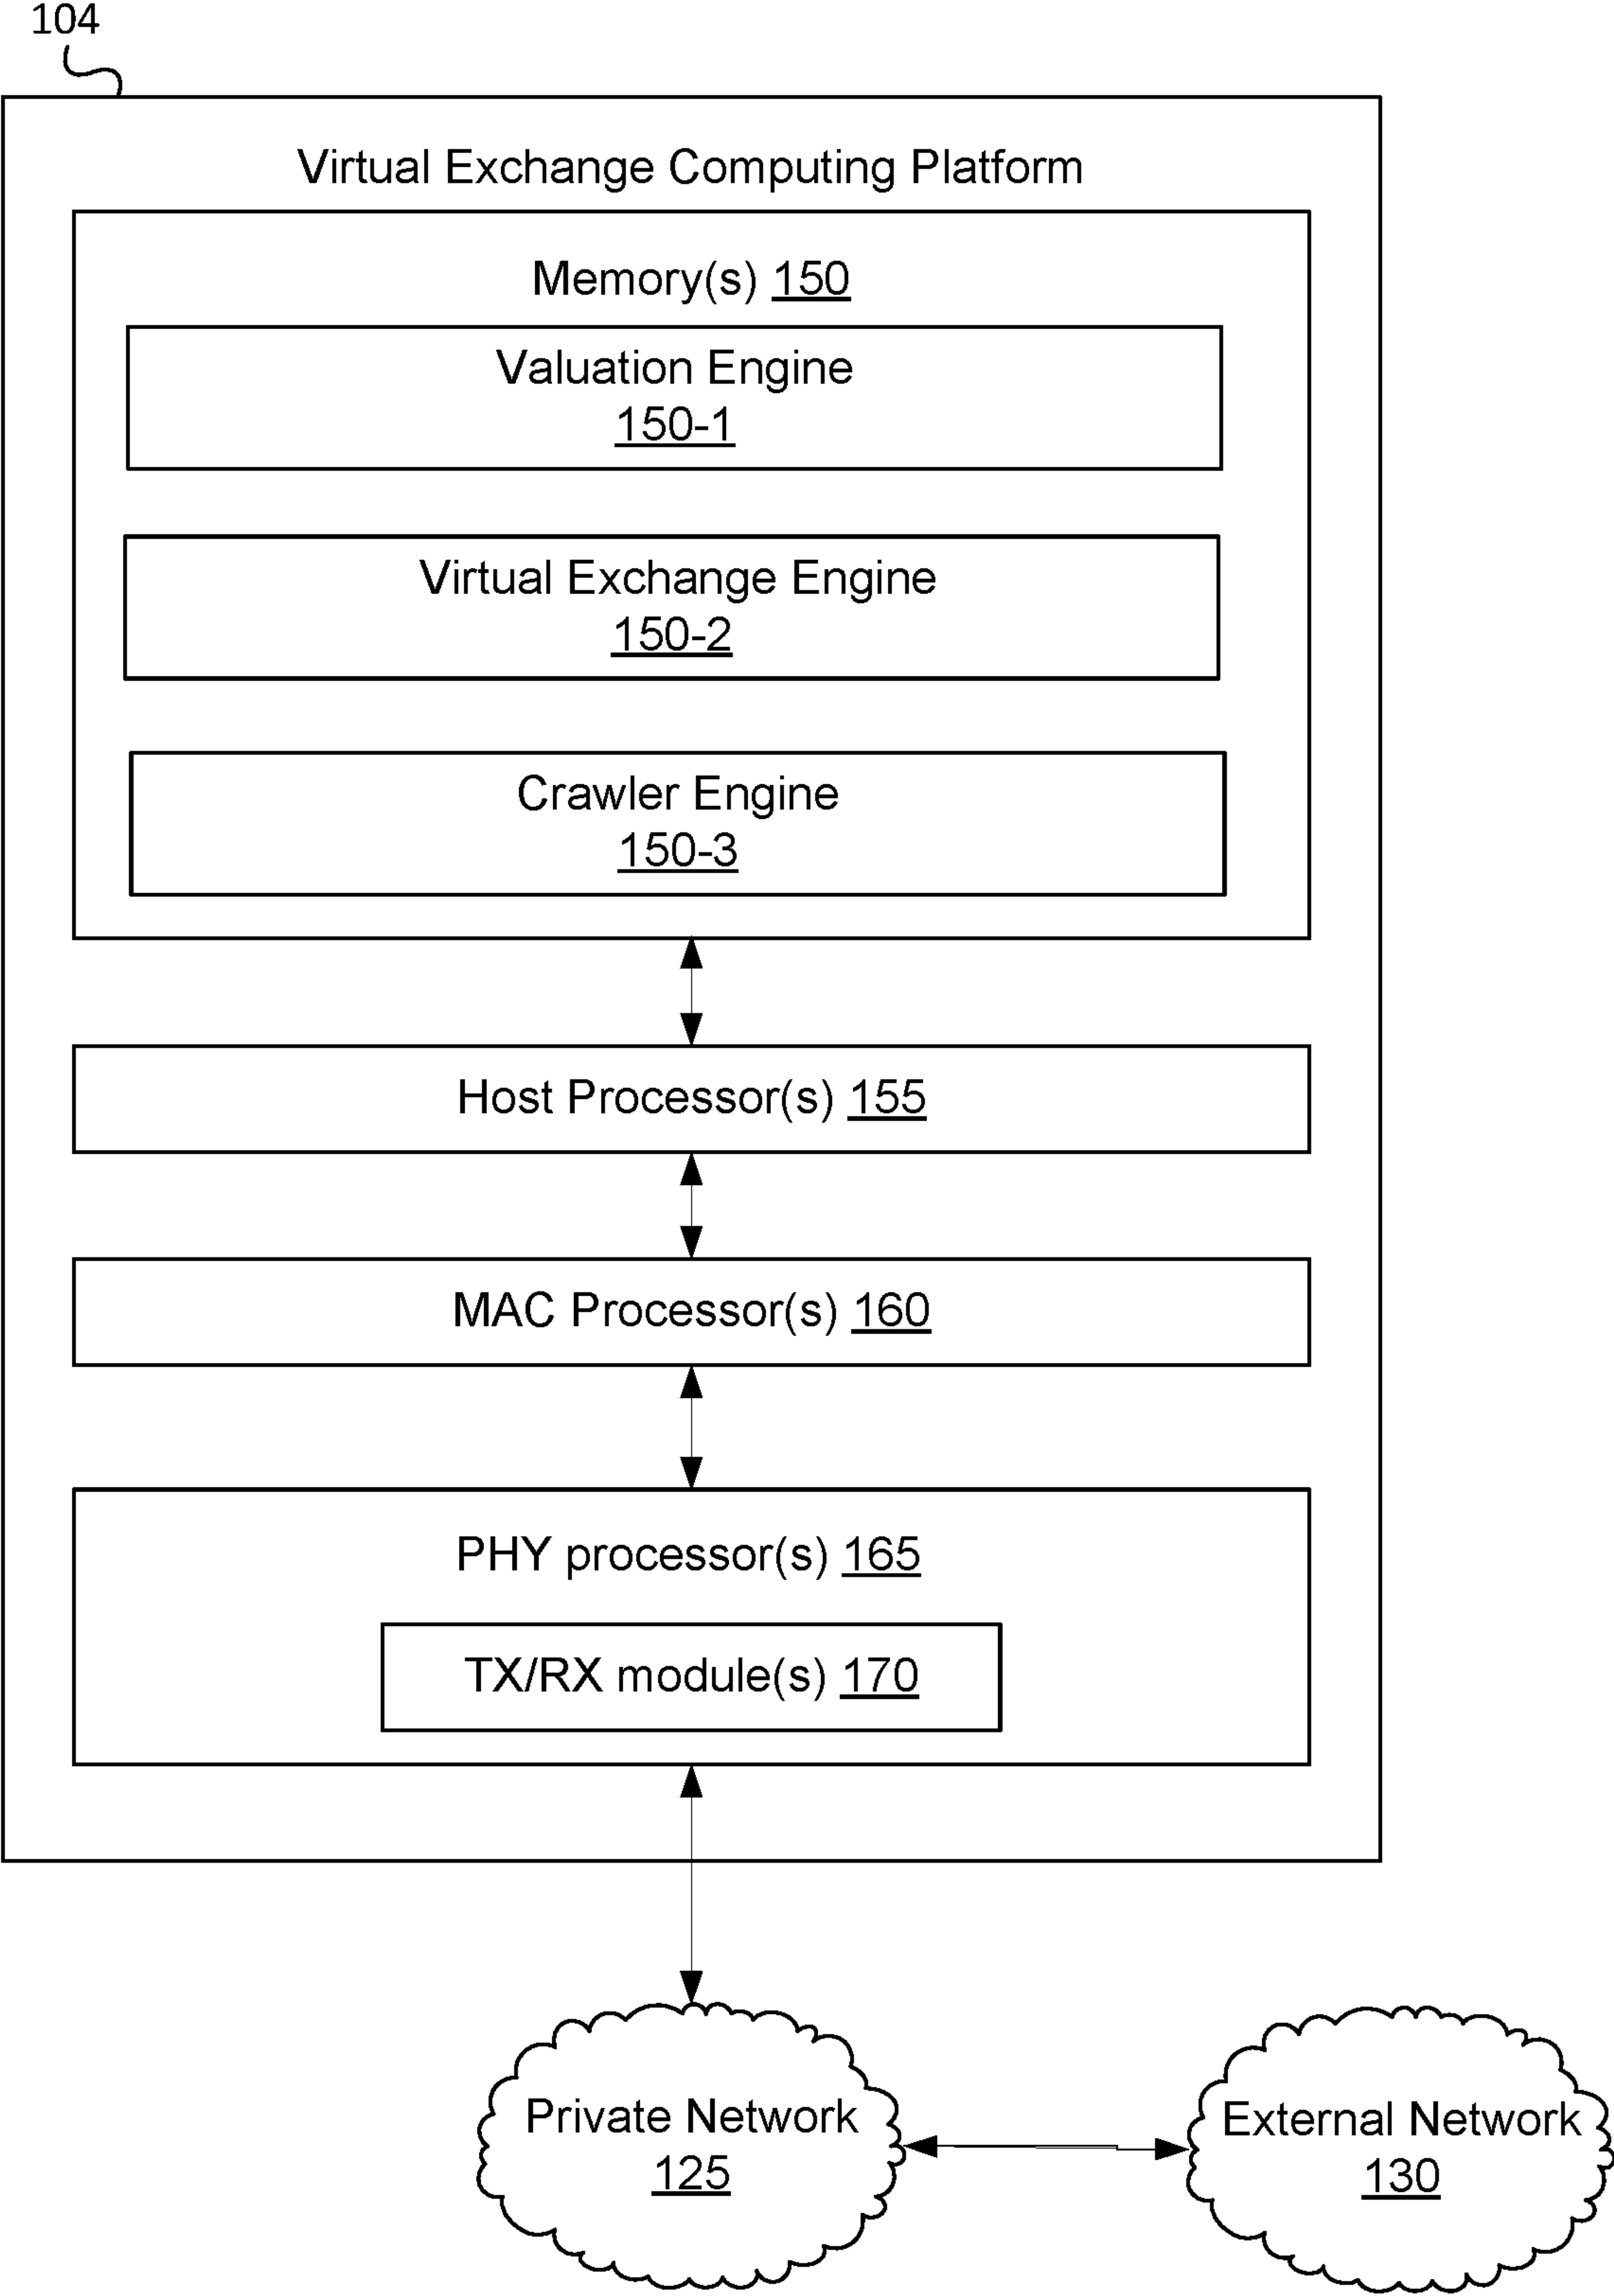 104
Virtual Exchange Computing Platform
Memory(s) 150
Valuation Engine
150-1
Virtual Exchange Engine
150-2
Crawler Engine
150-3
Host Processor(s) 155
MAC Processor(s) 160
PHY processor(s) 165
TX/RX module(s) 170
Private Network
125
External Network
130